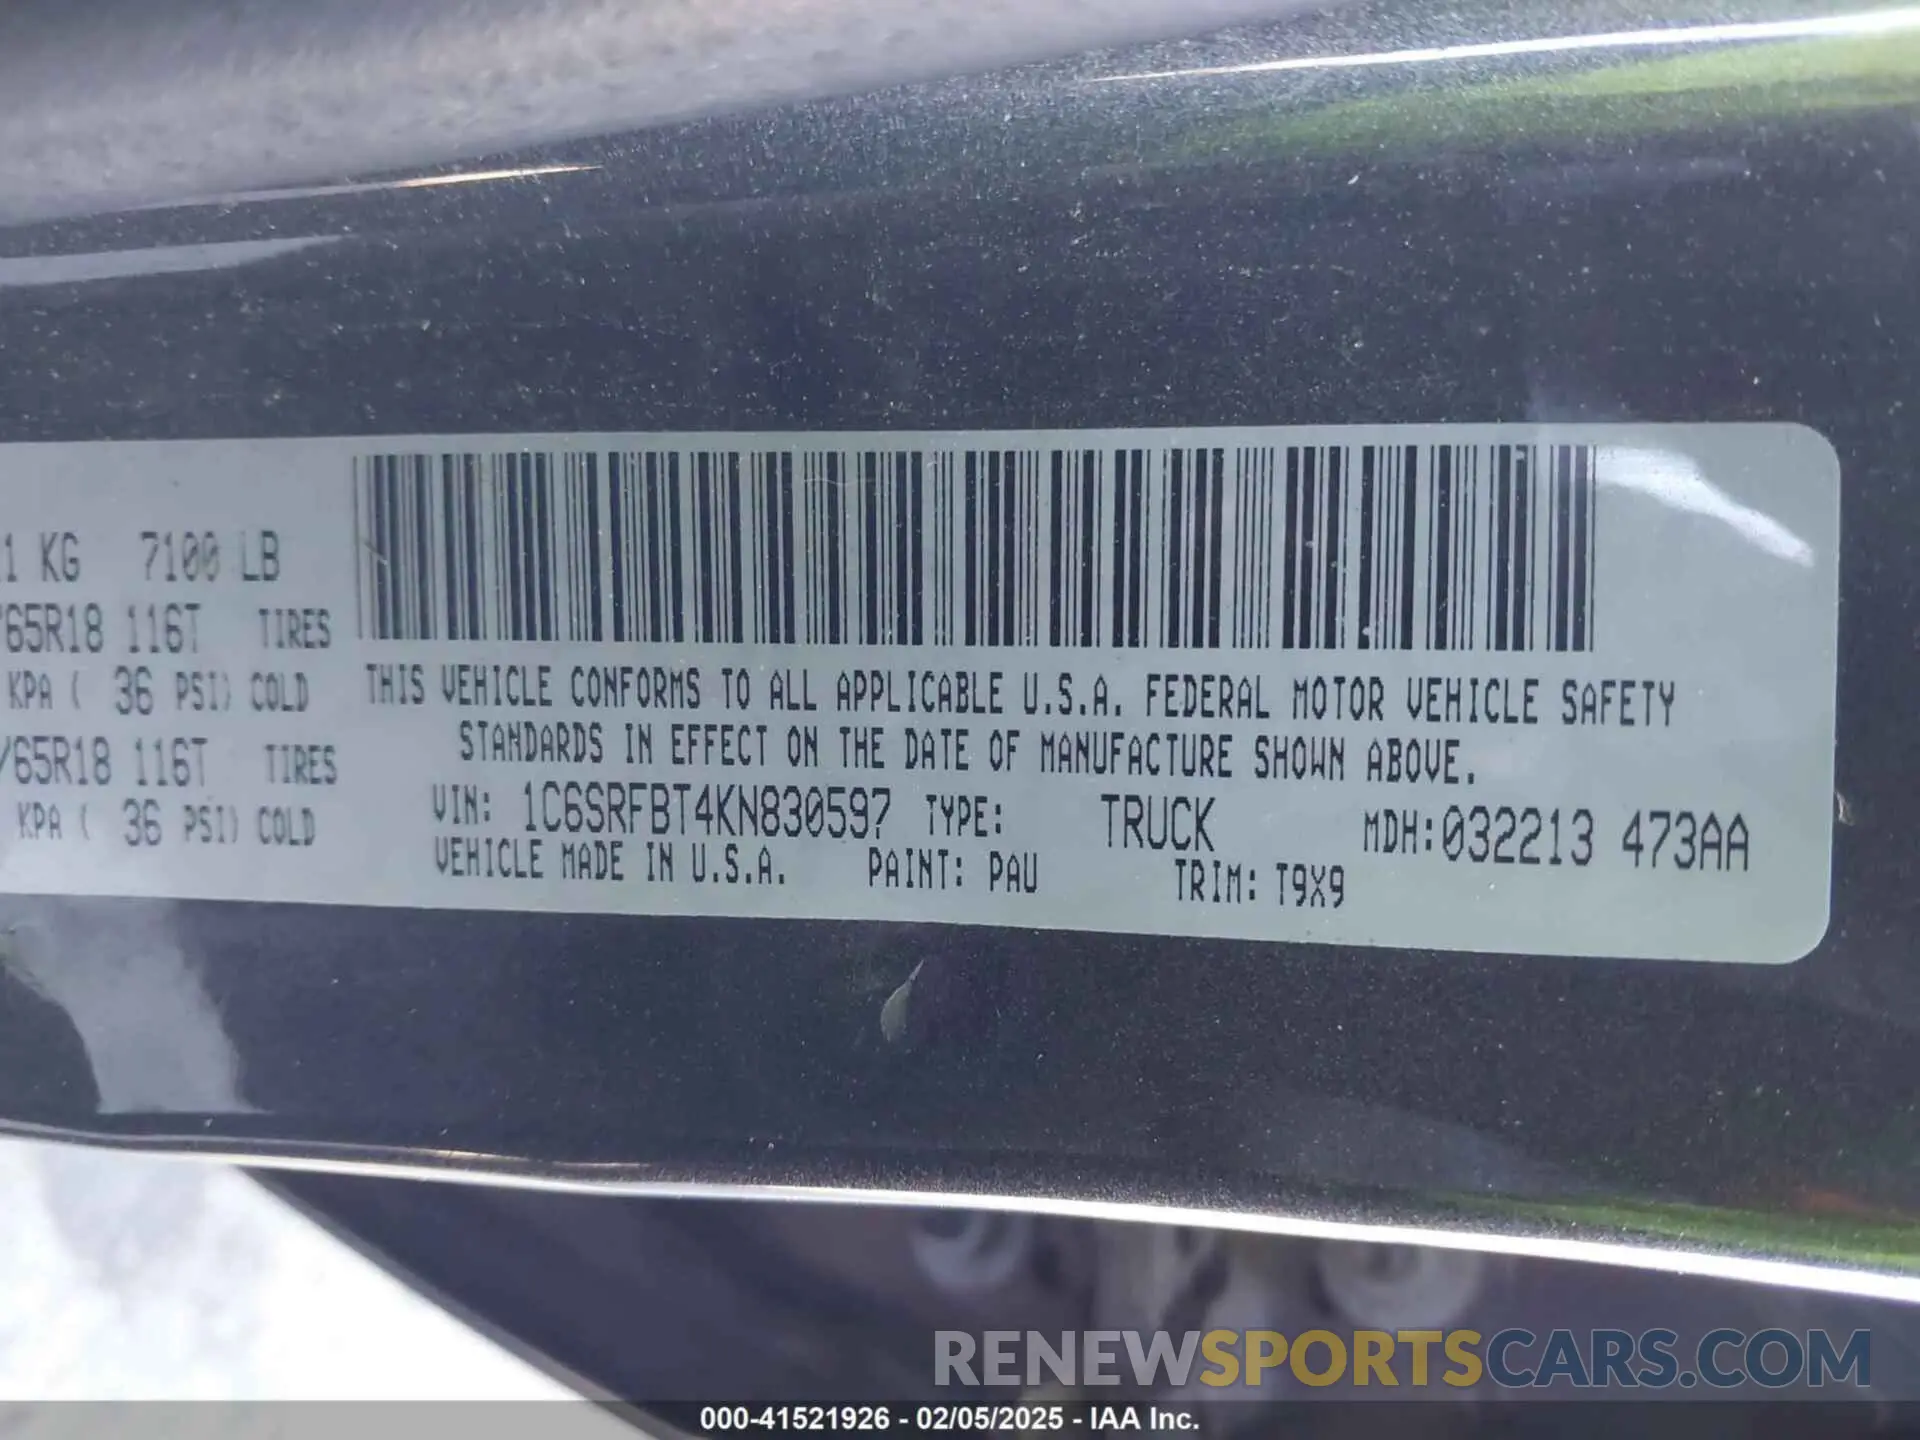 1 KG 7100 LB
/65R18 116T TIRES
KPA ( 36 PSI) COLD
/65R18 116T TIRES
KPA ( 36 PSI) COLD
THIS VEHICLE CONFORMS TO ALL APPLICABLE U.S.A. FEDERAL MOTOR VEHICLE SAFETY
STANDARDS IN EFFECT ON THE DATE OF MANUFACTURE SHOWN ABOVE.
VIN: 1C6SRFBT4KN830597 TYPE: TRUCK MDH:032213 473AA
VEHICLE MADE IN U.S.A. PAINT: PAU TRIM: T9X9
RENEWSPORTSCARS.COM
000-41521926 - 02/05/2025 - IAA Inc.